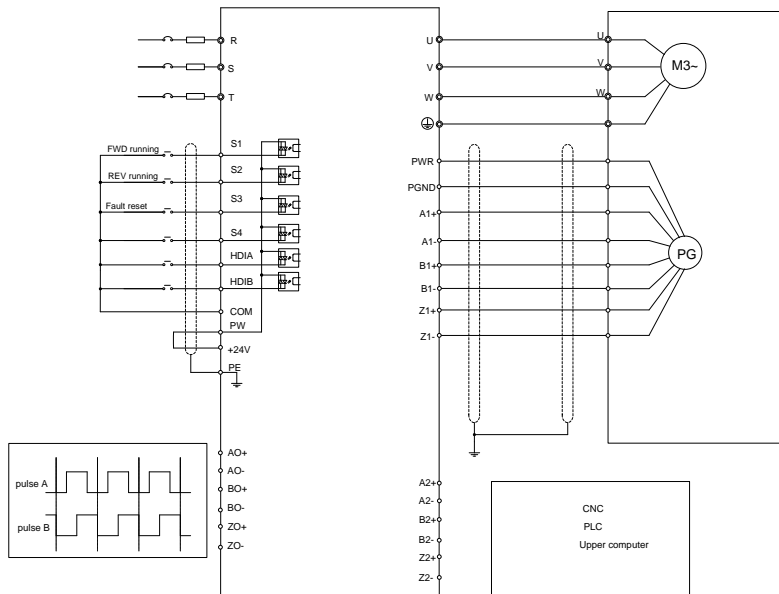 R
S
T
FWD running
REV running
Fault reset
S1
S2
S3
S4
HDIA
HDIB
COM
PW
+24V
PE
U
V
W
PWR
PGND
A1+
A1-
B1+
B1-
Z1+
Z1-
U
V
W
M3~
PG
pulse A
pulse B
AO+
AO-
BO+
BO-
ZO+
ZO-
A2+
A2-
B2+
B2-
Z2+
Z2-
CNC
PLC
Upper computer